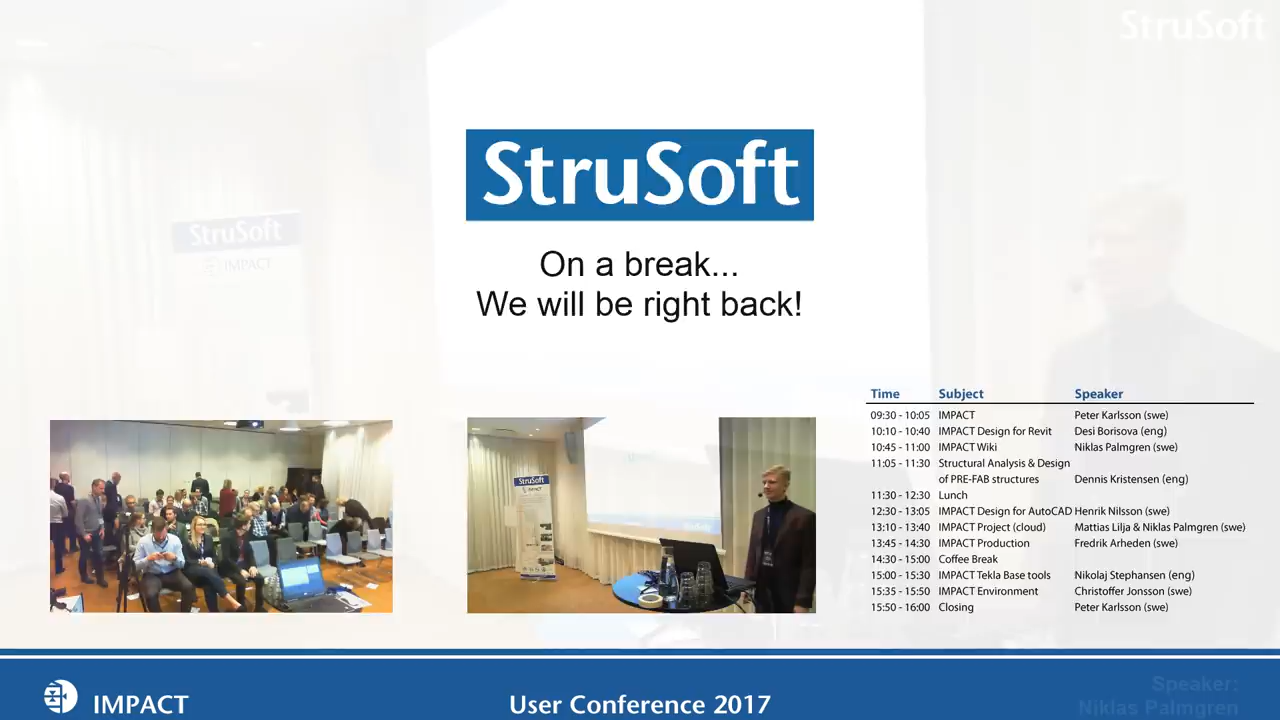 StruSoft
StruSoft
On a break...
We will be right back!
StruSoft
IMPACT
StruSoft
Time Subject Speaker
09:30 - 10:05 IMPACT Peter Karlsson (swe)
10:10 - 10:40 IMPACT Design for Revit Desi Borisova (eng)
10:45 - 11:00 IMPACT Wiki Niklas Palmgren (swe)
11:05 - 11:30 Structural Analysis & Design
of PRE-FAB structures Dennis Kristensen (eng)
11:30 - 12:30 Lunch
12:30 - 13:05 IMPACT Design for AutoCAD Henrik Nilsson (swe)
13:10 - 13:40 IMPACT Project (cloud) Mattias Lilja & Niklas Palmgren (swe)
13:45 - 14:30 IMPACT Production Fredrik Arheden (swe)
14:30 - 15:00 Coffee Break
15:00 - 15:30 IMPACT Tekla Base tools Nikolaj Stephansen (eng)
15:35 - 15:50 IMPACT Environment Christoffer Jonsson (swe)
15:50 - 16:00 Closing Peter Karlsson (swe)
IMPACT
User Conference 2017
Speaker:
Niklas Palmgren